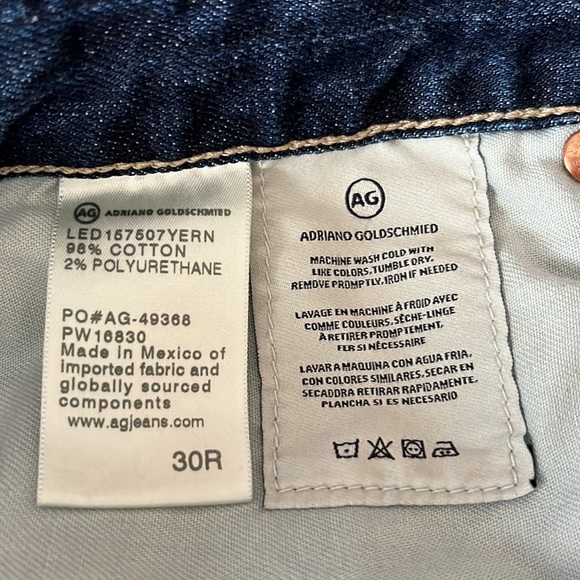 AG ADRIANO GOLDSCHMIED
LED157507YERN
98% COTTON
2% POLYURETHANE
PO#AG-49368
PW16830
Made in Mexico of
imported fabric and
globally sourced
components
www.agjeans.com
30R
AG
ADRIANO GOLDSCHMIED
MACHINE WASH COLD WITH
LIKE COLORS, TUMBLE DRY,
REMOVE PROMPTLY, IRON IF NEEDED
LAVAGE EN MACHINE À FROID AVEC
COMME COULEURS, SÈCHE-LINGE
À RETIRER PROMPTEMENT,
FER SI NÉCESSAIRE
LAVAR A MAQUINA CON AGUA FRIA,
CON COLORES SIMILARES, SECAR EN
SECADORA RETIRAR RAPIDAMENTE,
PLANCHA SI ES NECESARY